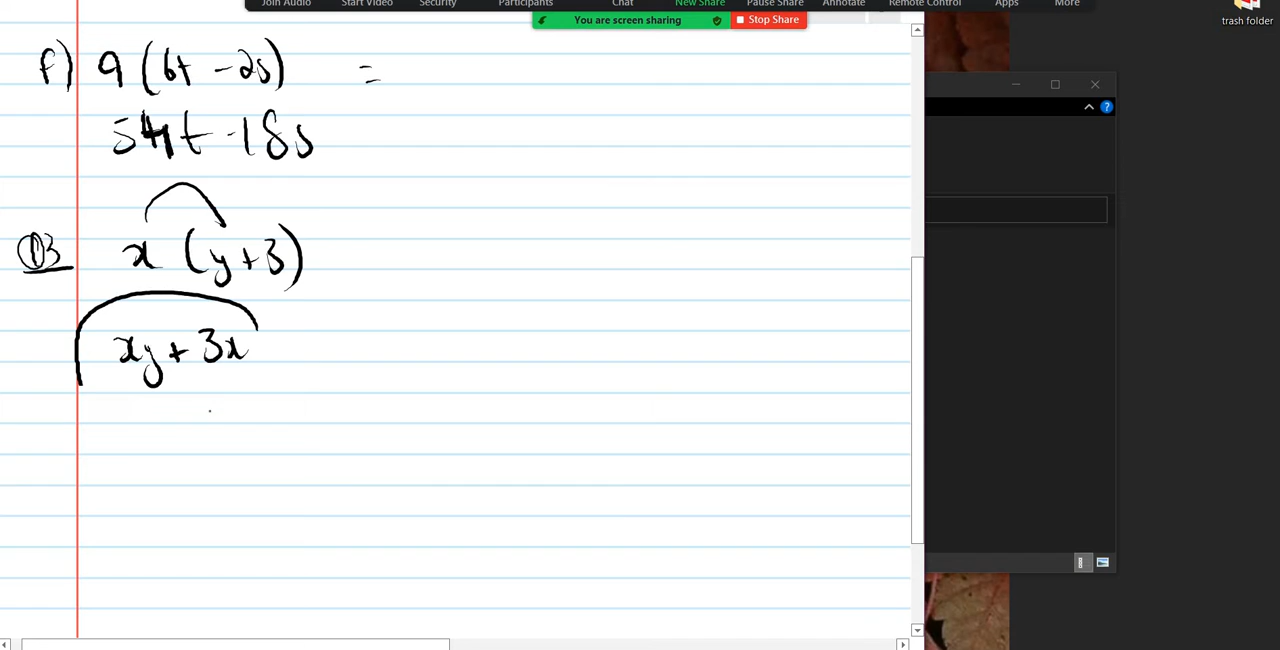 Join Audio Start Video Security Participants Chat New Share Pause Share Annotate Remote Control Apps More
You are screen sharing Stop Share
trash folder
f) 9 (6t - 2s) =
54t - 18s
Q3 x (y + 3)
xy + 3x